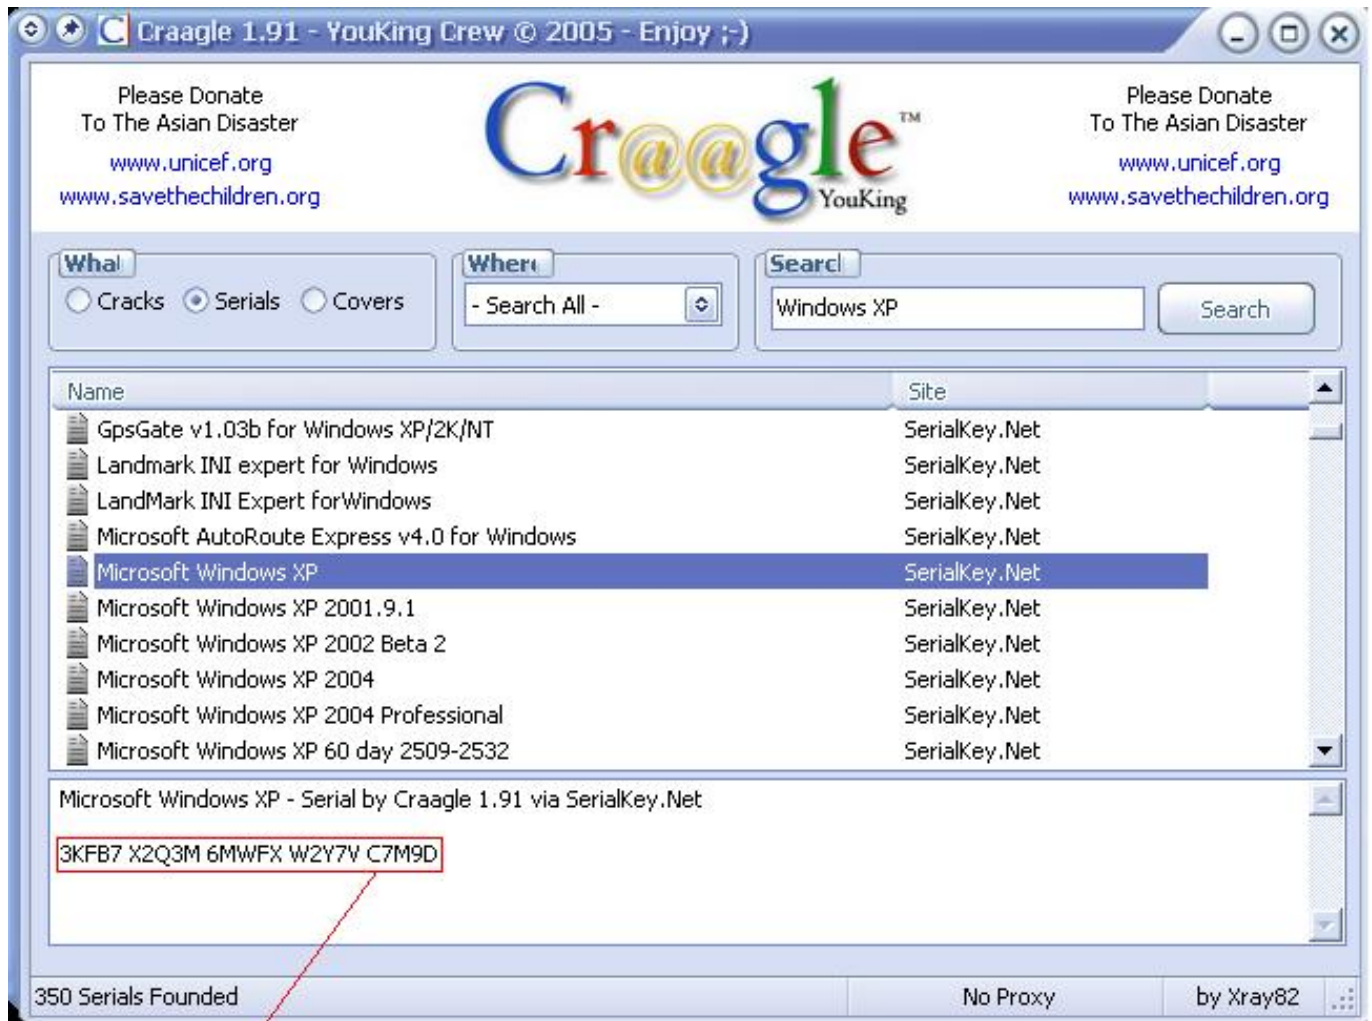 Craagle 1.91 - YouKing Crew © 2005 - Enjoy ;-)
Please Donate
To The Asian Disaster
www.unicef.org
www.savethechildren.org
Cr@@gle™
YouKing
Please Donate
To The Asian Disaster
www.unicef.org
www.savethechildren.org
What
Cracks Serials Covers
Where
- Search All -
Search
Windows XP
Search
Name Site
GpsGate v1.03b for Windows XP/2K/NT SerialKey.Net
Landmark INI expert for Windows SerialKey.Net
LandMark INI Expert forWindows SerialKey.Net
Microsoft AutoRoute Express v4.0 for Windows SerialKey.Net
Microsoft Windows XP SerialKey.Net
Microsoft Windows XP 2001.9.1 SerialKey.Net
Microsoft Windows XP 2002 Beta 2 SerialKey.Net
Microsoft Windows XP 2004 SerialKey.Net
Microsoft Windows XP 2004 Professional SerialKey.Net
Microsoft Windows XP 60 day 2509-2532 SerialKey.Net
Microsoft Windows XP - Serial by Craagle 1.91 via SerialKey.Net
3KFB7 X2Q3M 6MWFX W2Y7V C7M9D
350 Serials Founded No Proxy by Xray82